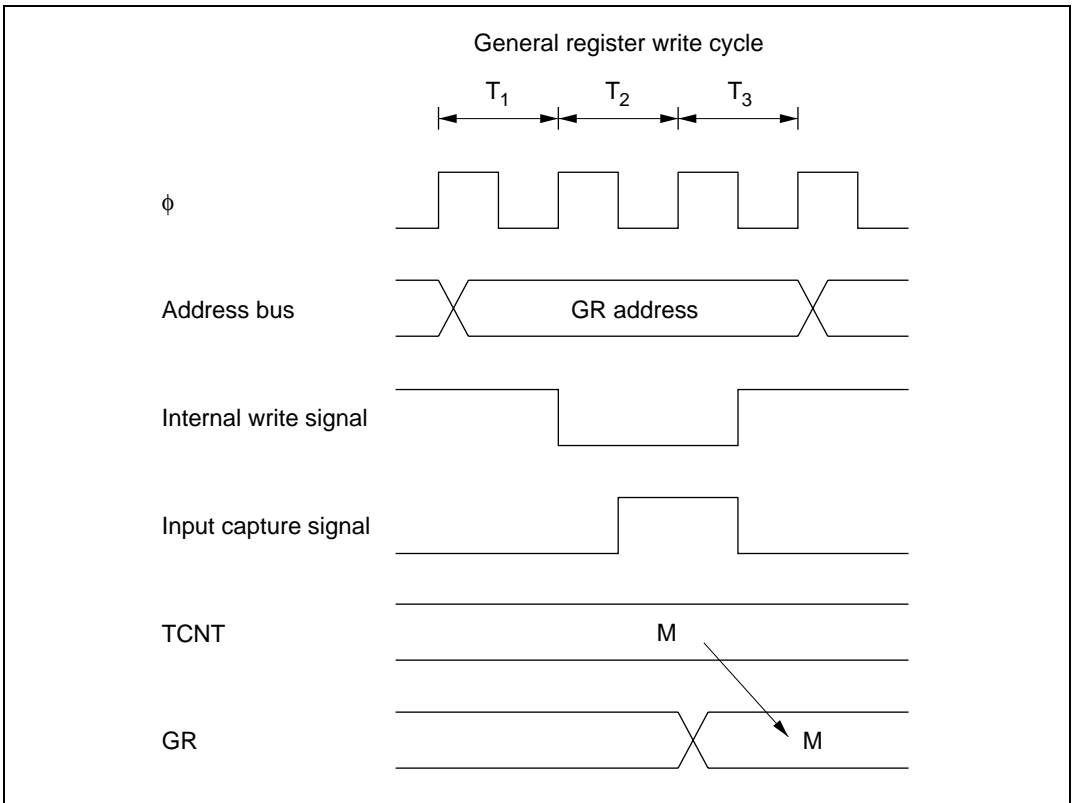 General register write cycle
T1 T2 T3
φ
Address bus GR address
Internal write signal
Input capture signal
TCNT M
GR M